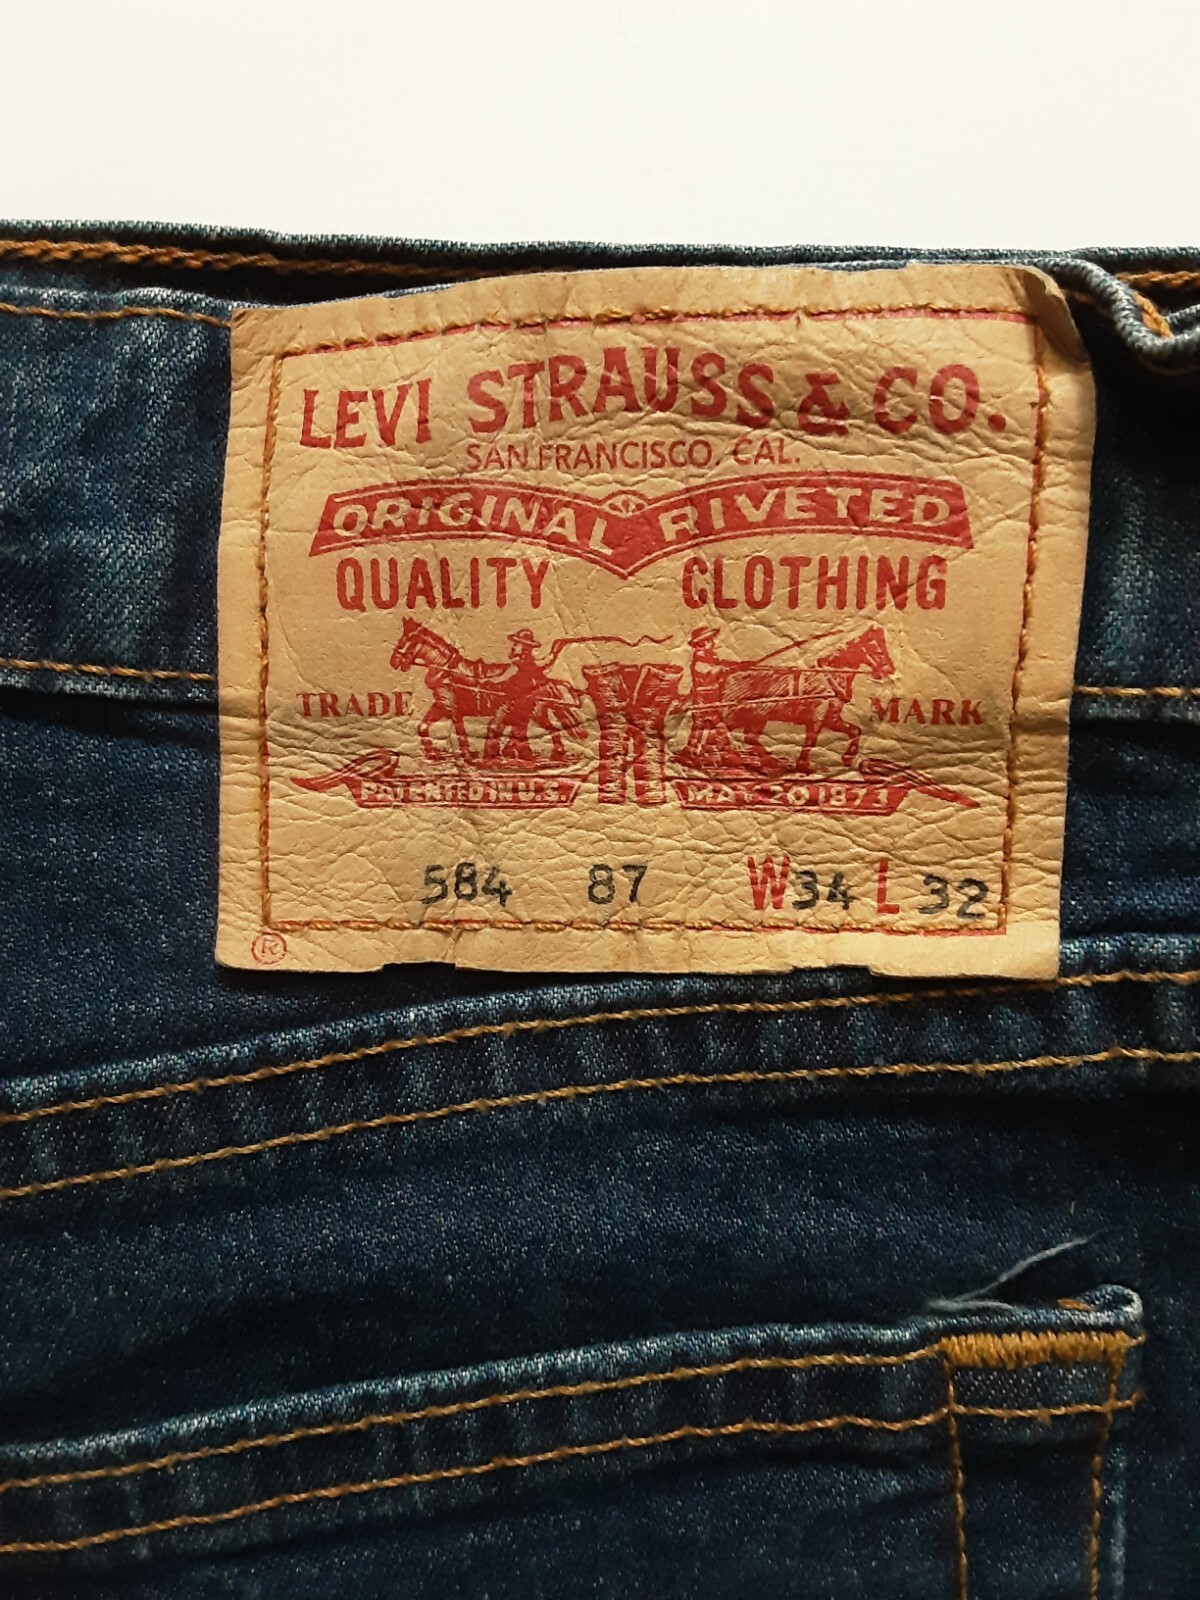 LEVI STRAUSS & CO.
SAN FRANCISCO, CAL.
ORIGINAL RIVETED
QUALITY CLOTHING
TRADE MARK
PATENTED IN U.S. MAY 20 1873
584 87 W34 L 32
®